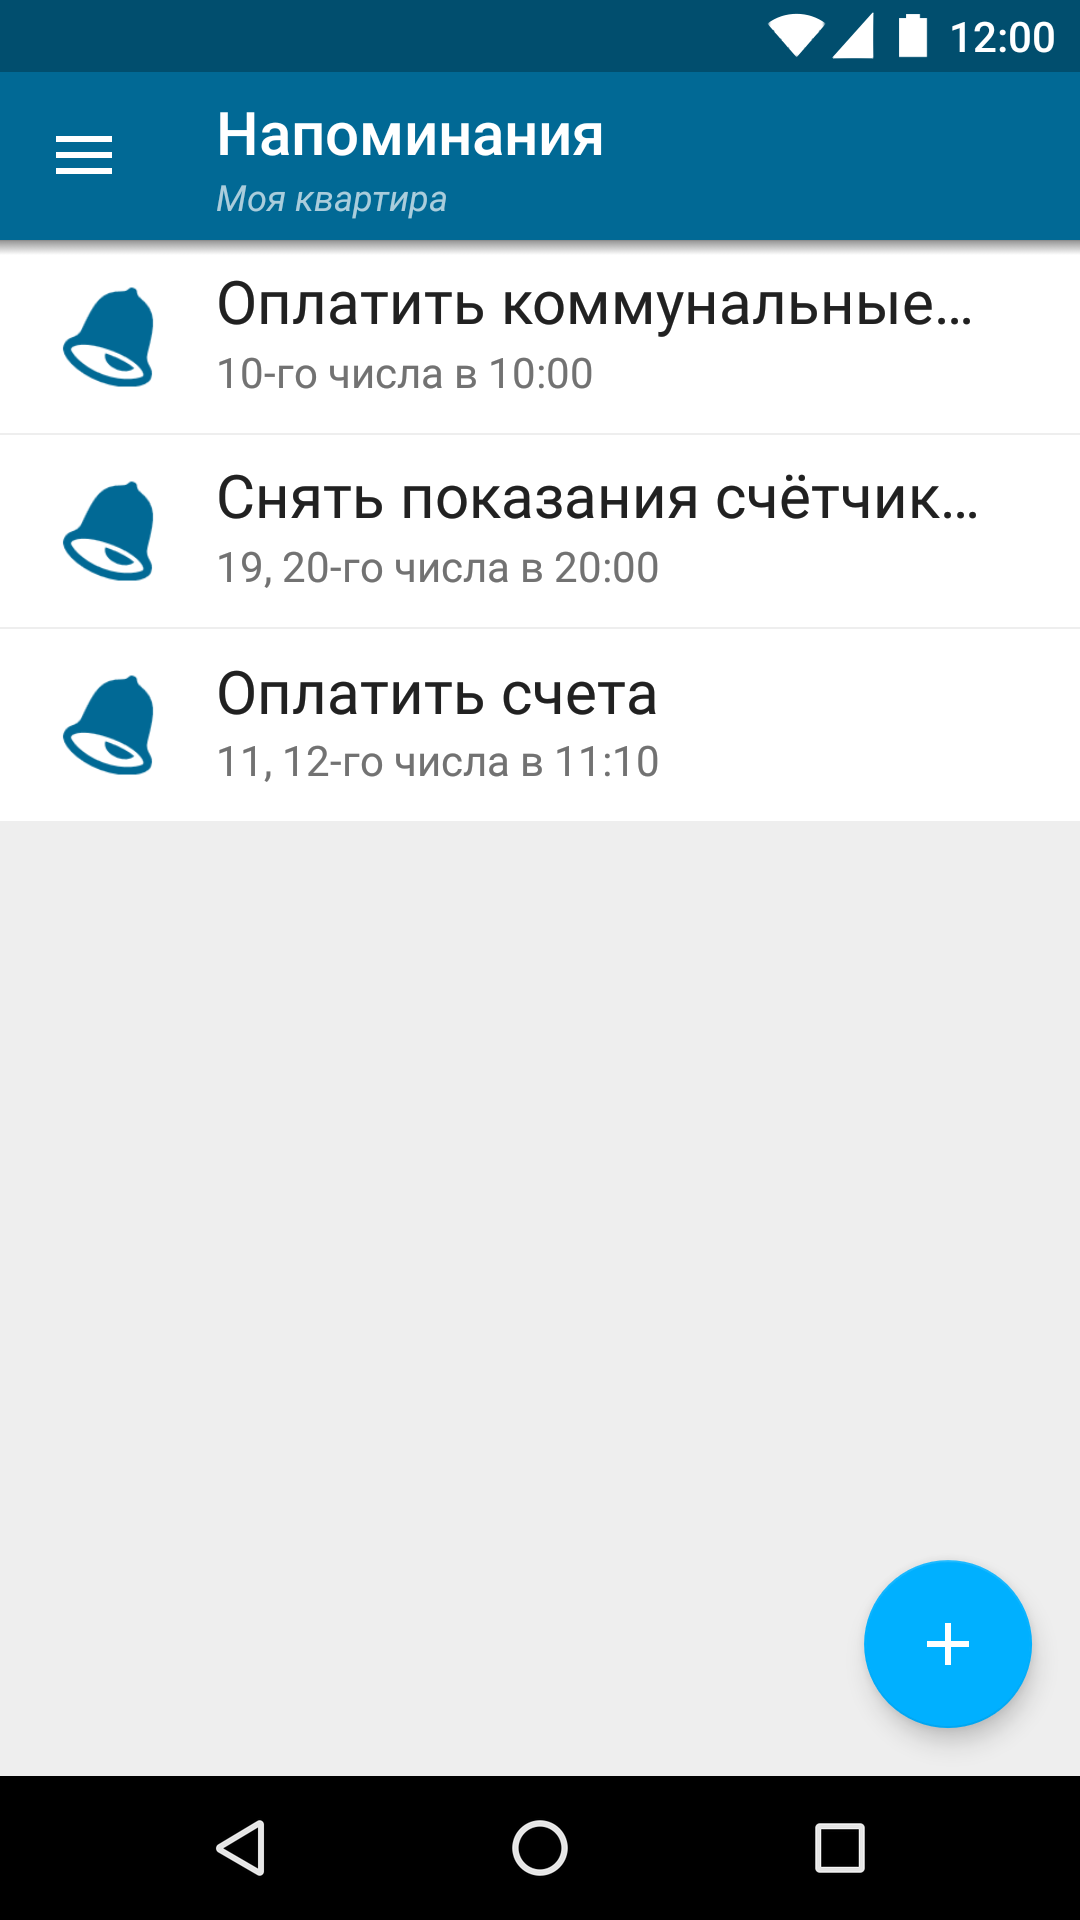 12:00
Напоминания
Моя квартира
Оплатить коммунальные...
10-го числа в 10:00
Снять показания счётчик...
19, 20-го числа в 20:00
Оплатить счета
11, 12-го числа в 11:10